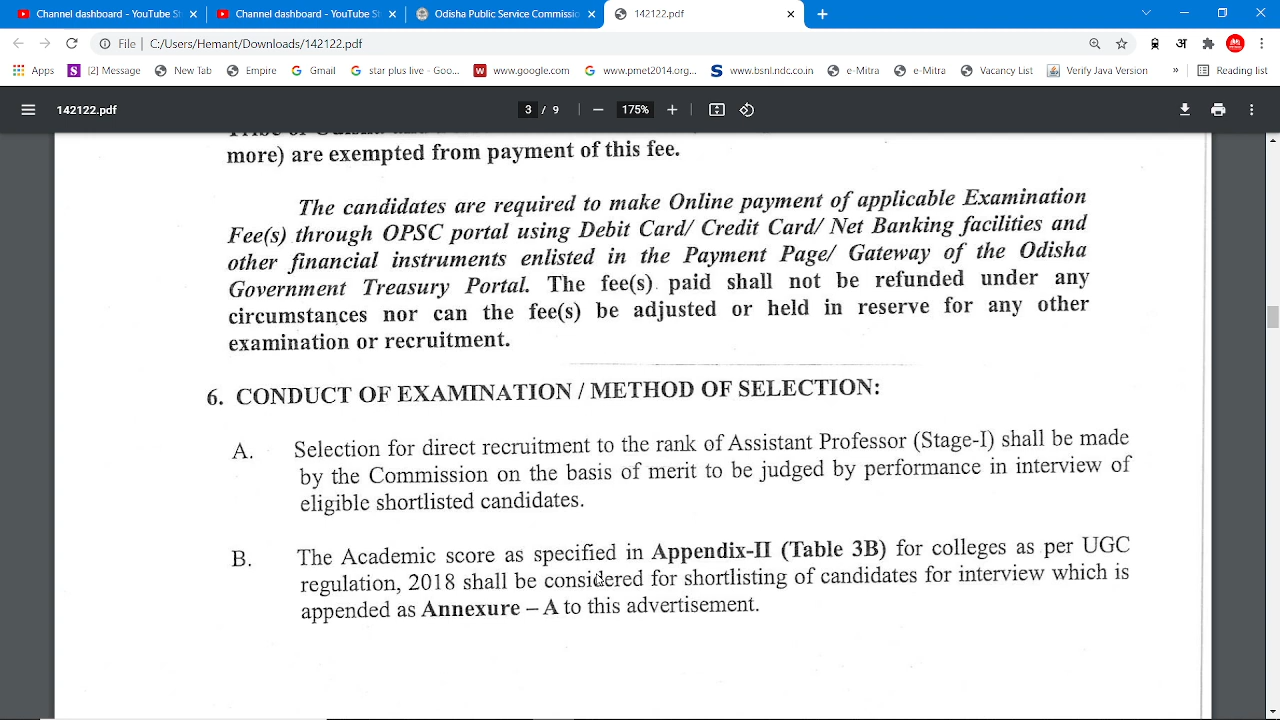 Channel dashboard - YouTube St
Channel dashboard - YouTube St
Odisha Public Service Commissio
142122.pdf
File | C:/Users/Hemant/Downloads/142122.pdf
अ
Apps
[2] Message
New Tab
Empire
Gmail
star plus live - Goo...
www.google.com
www.pmet2014.org...
www.bsnl.ndc.co.in
e-Mitra
e-Mitra
Vacancy List
Verify Java Version
»
Reading list
142122.pdf
3 / 9
175%
more) are exempted from payment of this fee.
The candidates are required to make Online payment of applicable Examination
Fee(s) through OPSC portal using Debit Card/ Credit Card/ Net Banking facilities and
other financial instruments enlisted in the Payment Page/ Gateway of the Odisha
Government Treasury Portal. The fee(s) paid shall not be refunded under any
circumstances nor can the fee(s) be adjusted or held in reserve for any other
examination or recruitment.
6. CONDUCT OF EXAMINATION / METHOD OF SELECTION:
A. Selection for direct recruitment to the rank of Assistant Professor (Stage-I) shall be made
by the Commission on the basis of merit to be judged by performance in interview of
eligible shortlisted candidates.
B. The Academic score as specified in Appendix-II (Table 3B) for colleges as per UGC
regulation, 2018 shall be considered for shortlisting of candidates for interview which is
appended as Annexure – A to this advertisement.